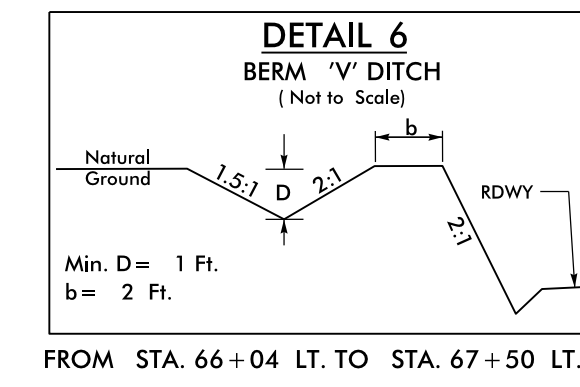 DETAIL 6
BERM 'V' DITCH
( Not to Scale)
b
Natural
Ground
1.5:1
D
2:1
RDWY
2:1
Min. D = 1 Ft.
b = 2 Ft.
FROM STA. 66+04 LT. TO STA. 67+50 LT.